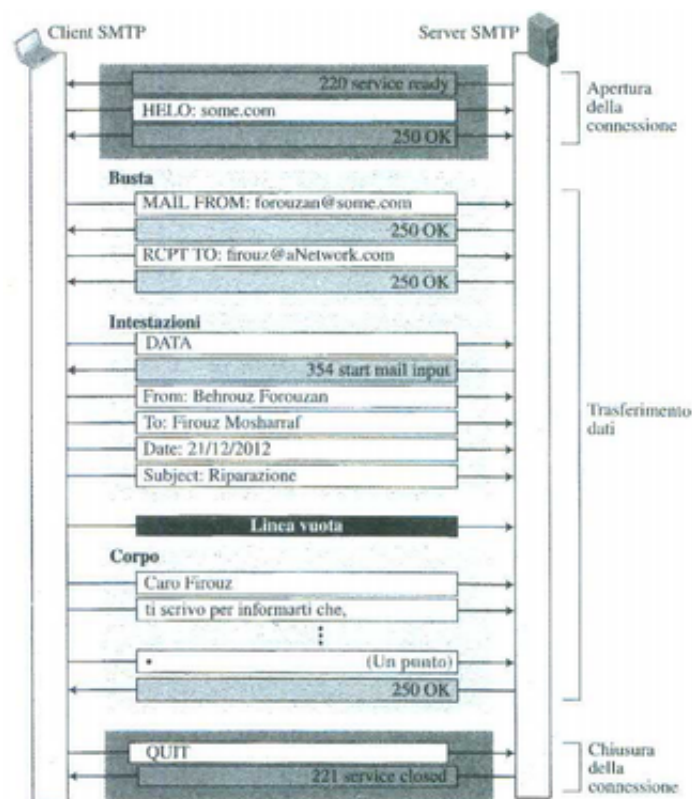 Client SMTP
Server SMTP
220 service ready
HELO: some.com
250 OK
Apertura
della
connessione
Busta
MAIL FROM: forouzan@some.com
250 OK
RCPT TO: firouz@aNetwork.com
250 OK
Intestazioni
DATA
354 start mail input
From: Behrouz Forouzan
To: Firouz Mosharraf
Date: 21/12/2012
Subject: Riparazione
Trasferimento
dati
Linea vuota
Corpo
Caro Firouz
ti scrivo per informarti che,
⋮
• (Un punto)
250 OK
QUIT
221 service closed
Chiusura
della
connessione